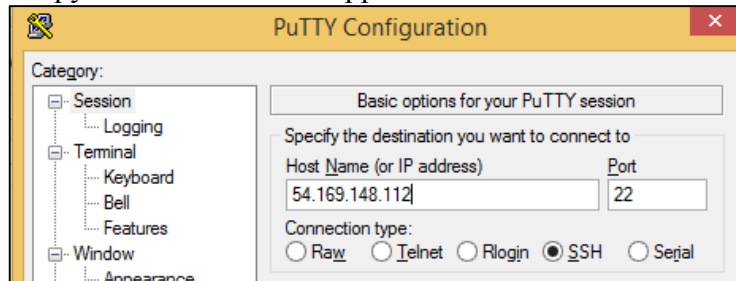 PuTTY Configuration
Category:
Session
Logging
Terminal
Keyboard
Bell
Features
Window
Appearance
Basic options for your PuTTY session
Specify the destination you want to connect to
Host Name (or IP address) Port
54.169.148.112 22
Connection type:
Raw Telnet Rlogin SSH Serial